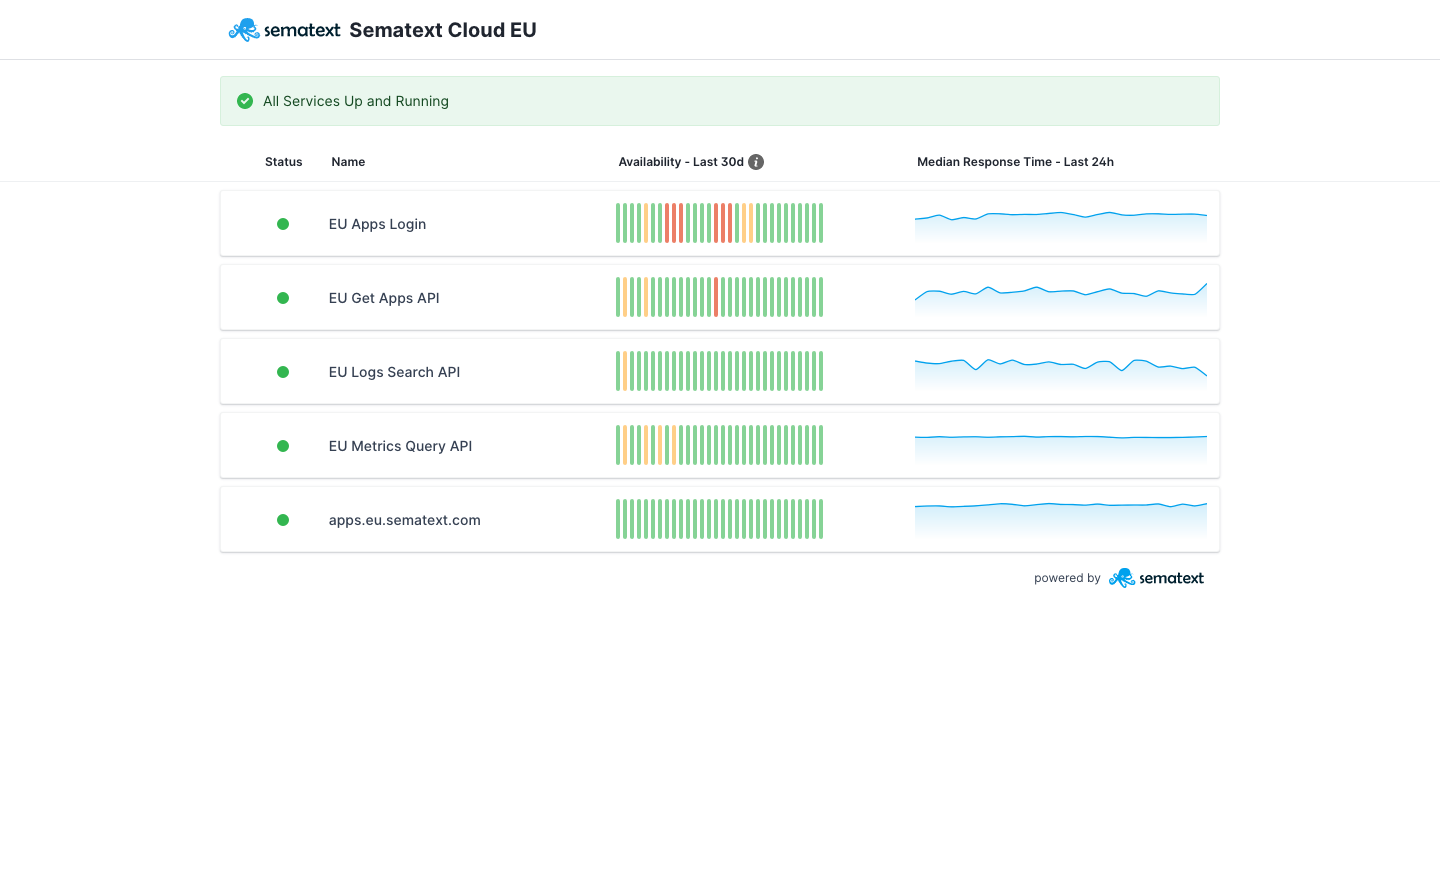 sematext Sematext Cloud EU
All Services Up and Running
Status Name Availability - Last 30d i Median Response Time - Last 24h
EU Apps Login
EU Get Apps API
EU Logs Search API
EU Metrics Query API
apps.eu.sematext.com
powered by sematext